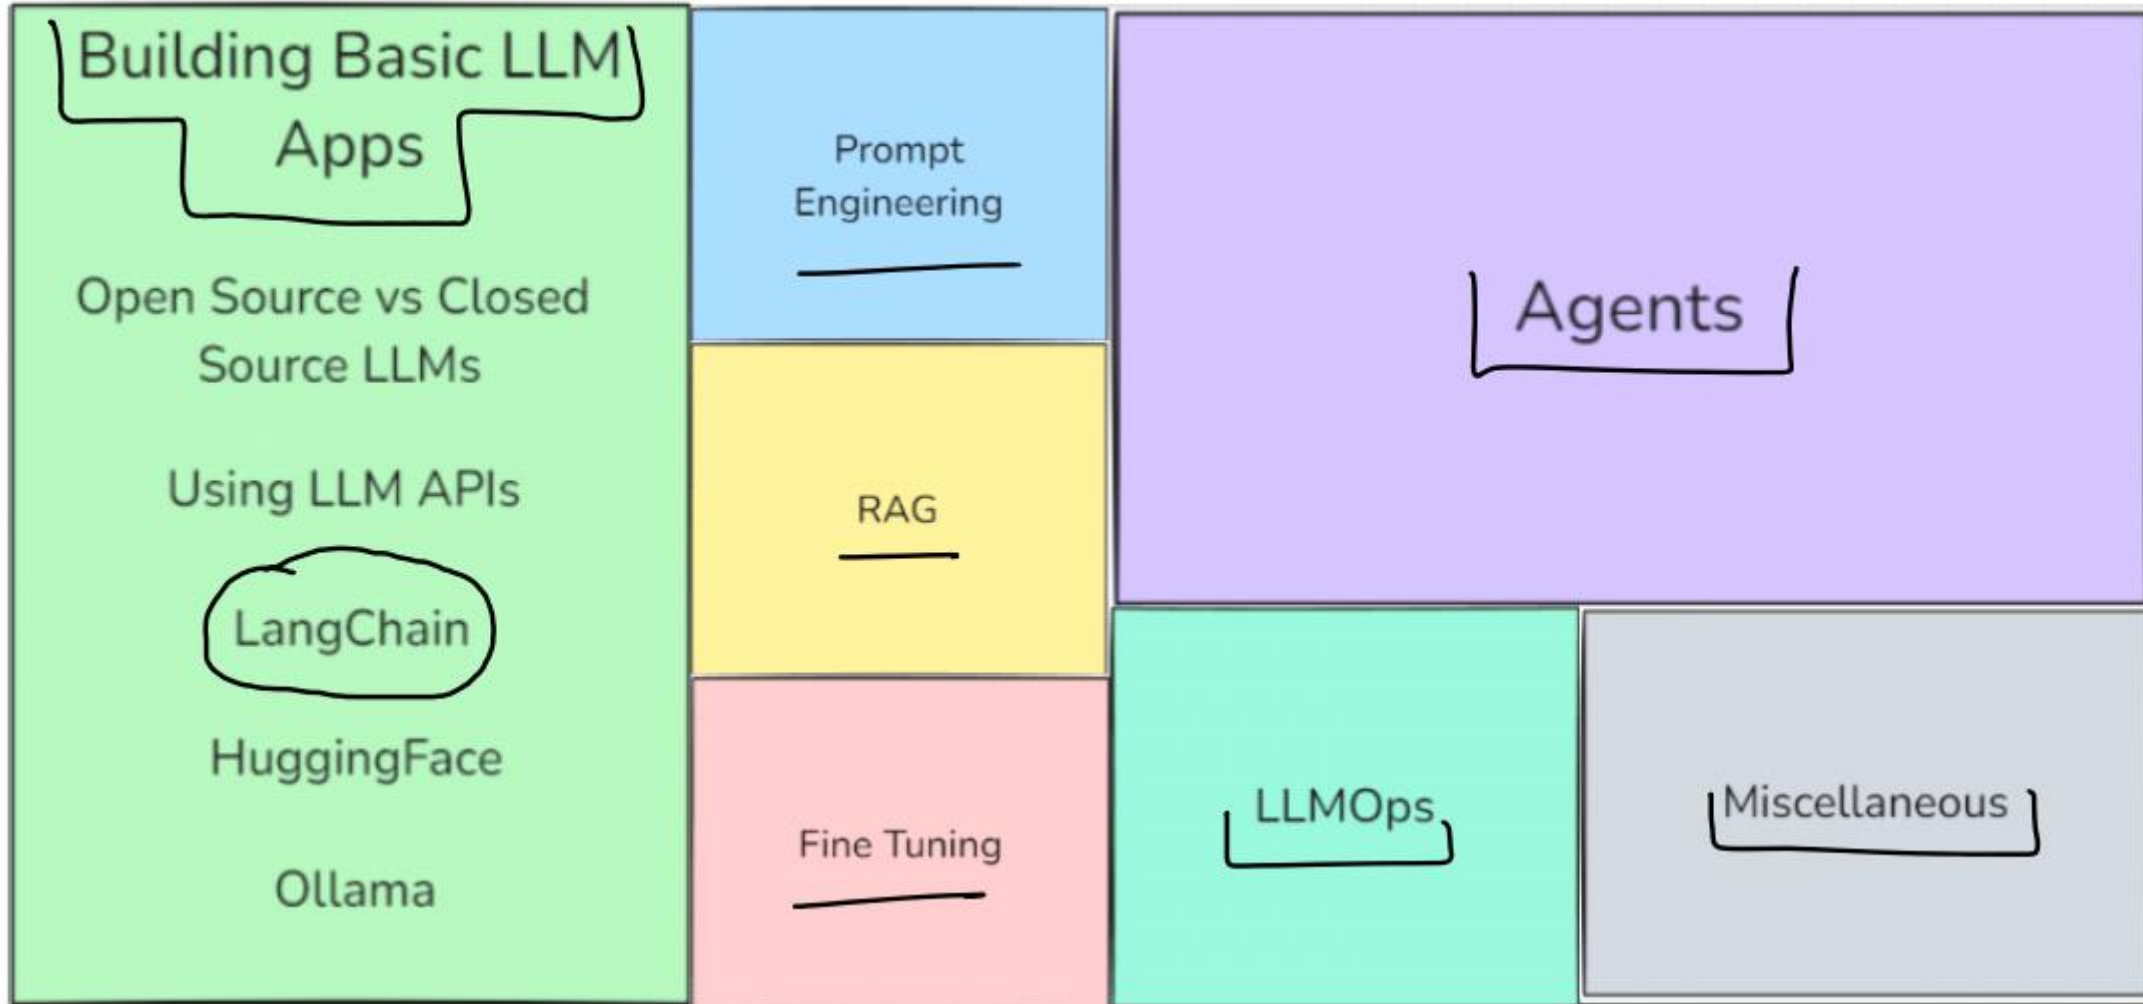 Building Basic LLM
Apps
Open Source vs Closed
Source LLMs
Using LLM APIs
LangChain
HuggingFace
Ollama
Prompt
Engineering
RAG
Fine Tuning
Agents
LLMOps
Miscellaneous